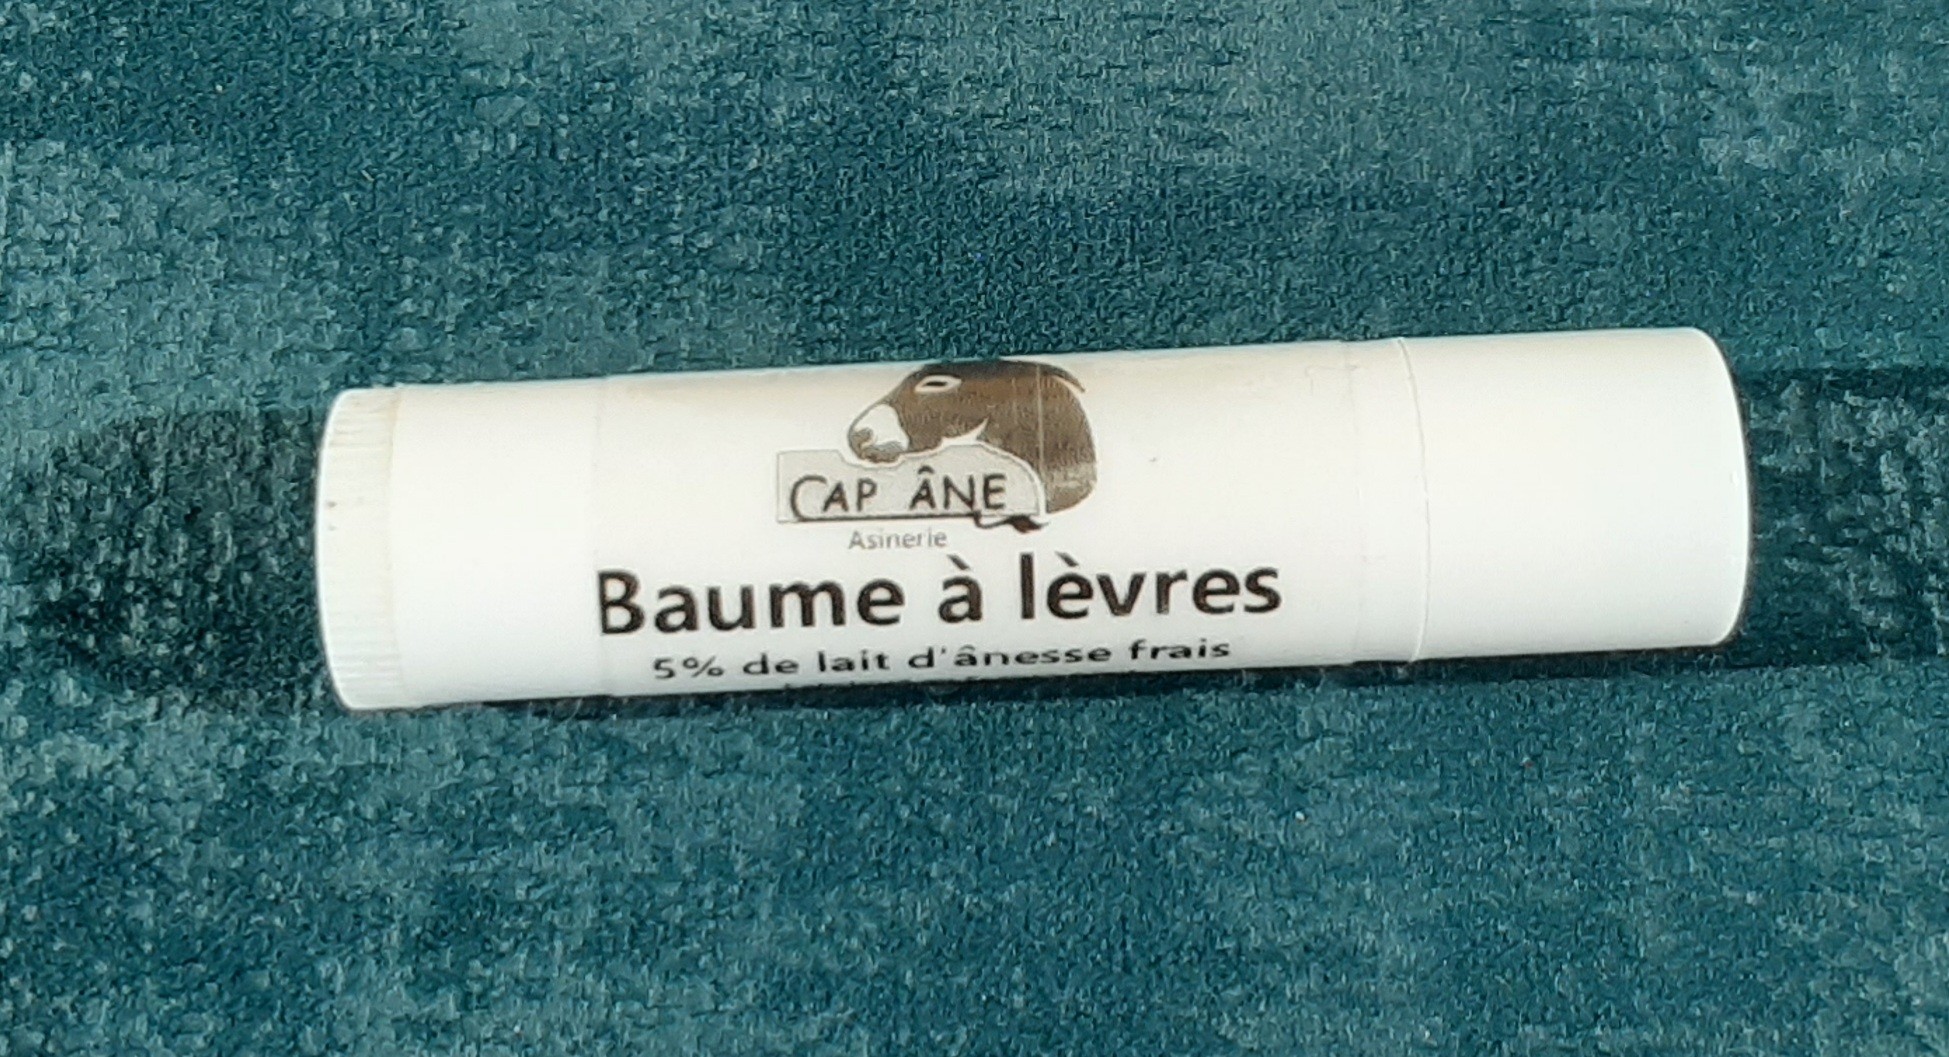 CAP ÂNE
Asinerie
Baume à lèvres
5% de lait d'ânesse frais